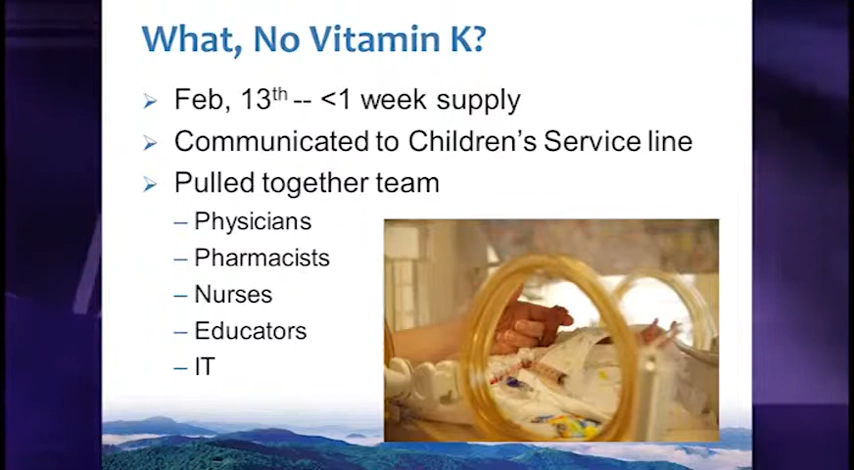 What, No Vitamin K?
Feb, 13th -- <1 week supply
Communicated to Children's Service line
Pulled together team
– Physicians
– Pharmacists
– Nurses
– Educators
– IT